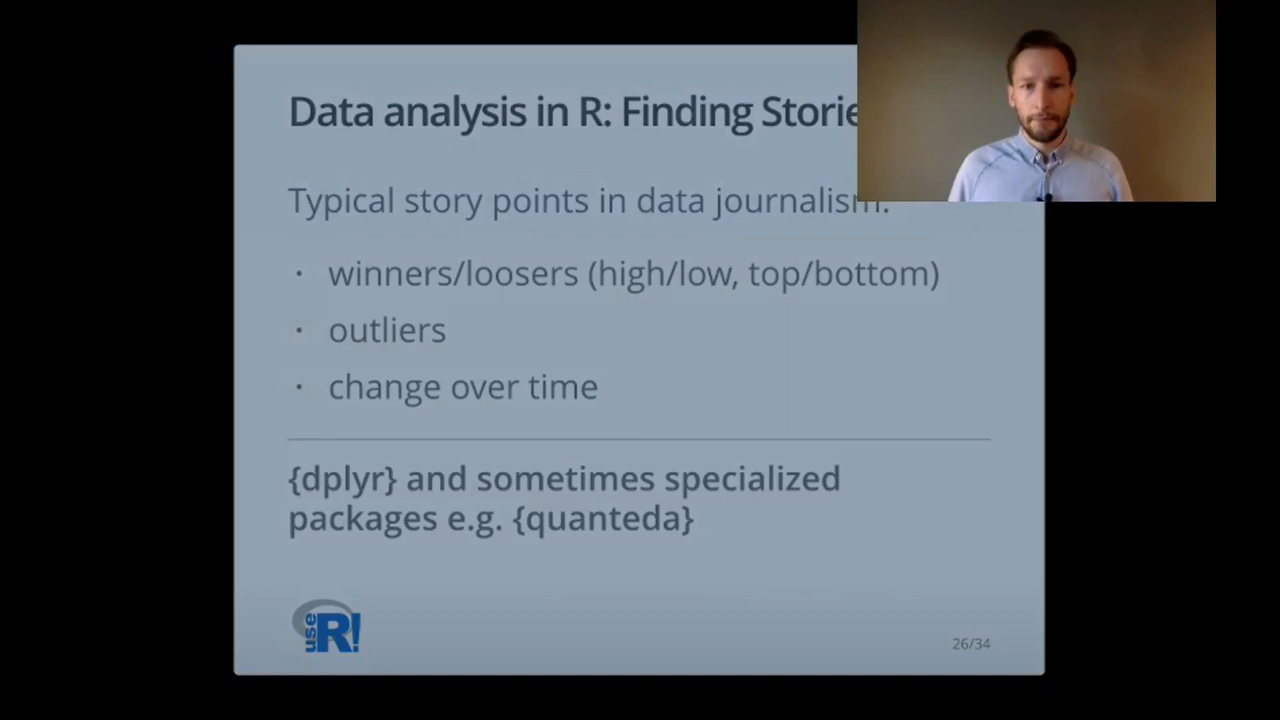 Data analysis in R: Finding Storie
Typical story points in data journalism:
· winners/loosers (high/low, top/bottom)
· outliers
· change over time
{dplyr} and sometimes specialized
packages e.g. {quanteda}
use R!
26/34